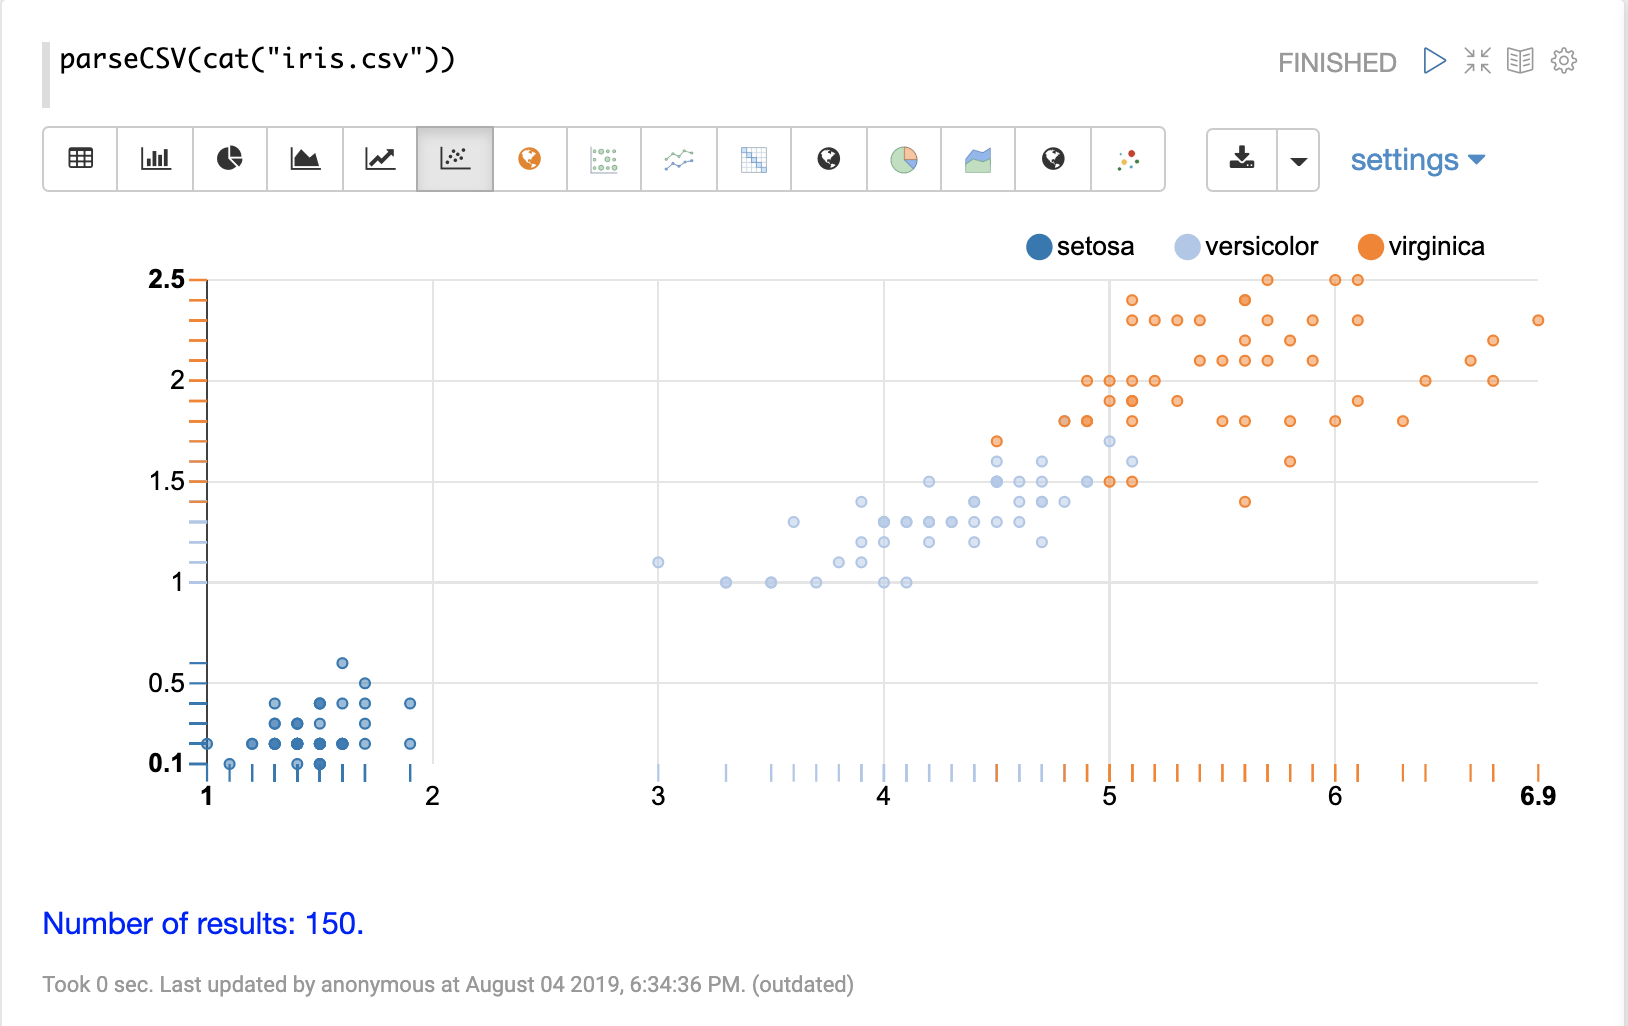 parseCSV(cat("iris.csv"))
FINISHED
settings
setosa versicolor virginica
2.5
2
1.5
1
0.5
0.1
1 2 3 4 5 6 6.9
Number of results: 150.
Took 0 sec. Last updated by anonymous at August 04 2019, 6:34:36 PM. (outdated)